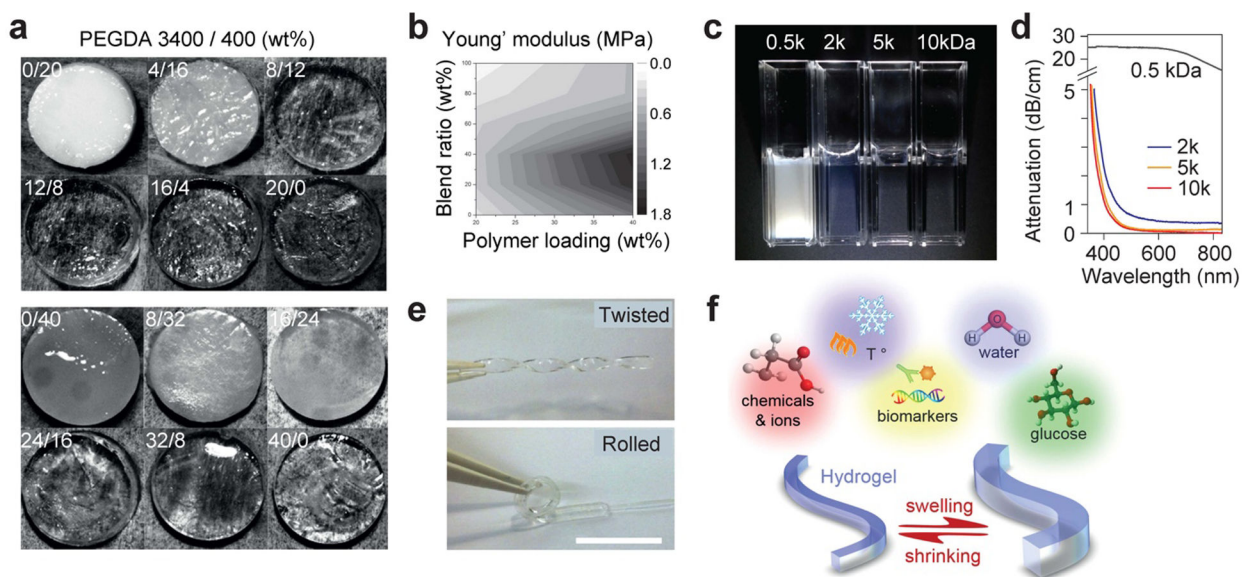 a
PEGDA 3400 / 400 (wt%)
0/20
4/16
8/12
12/8
16/4
20/0
0/40
8/32
16/24
24/16
32/8
40/0
b
Young' modulus (MPa)
Blend ratio (wt%)
100
80
60
40
20
0
20
25
30
35
40
Polymer loading (wt%)
0.0
0.6
1.2
1.8
c
0.5k 2k 5k 10kDa
d
Attenuation (dB/cm)
30
20
5
1
0
0.5 kDa
2k
5k
10k
400 600 800
Wavelength (nm)
e
Twisted
Rolled
f
chemicals
& ions
T °
biomarkers
O
H
H
water
glucose
Hydrogel
swelling
shrinking